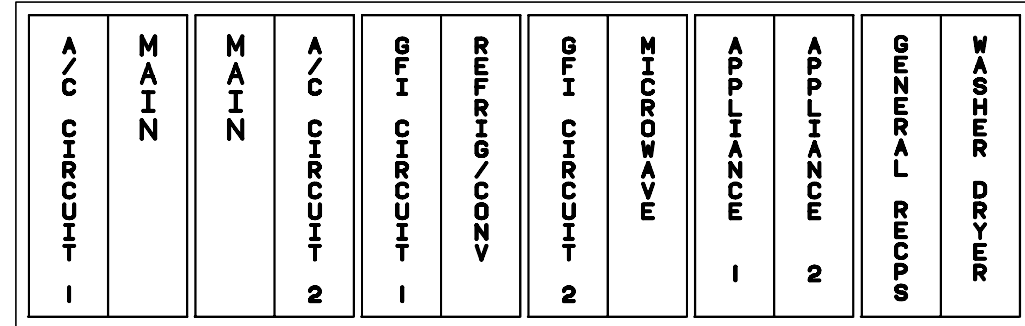 A/C CIRCUIT 1
MAIN
MAIN
A/C CIRCUIT 2
GFI CIRCUIT 1
REFRIG/CONV
GFI CIRCUIT 2
MICROWAVE
APPLIANCE 1
APPLIANCE 2
GENERAL RECPS
WASHER DRYER